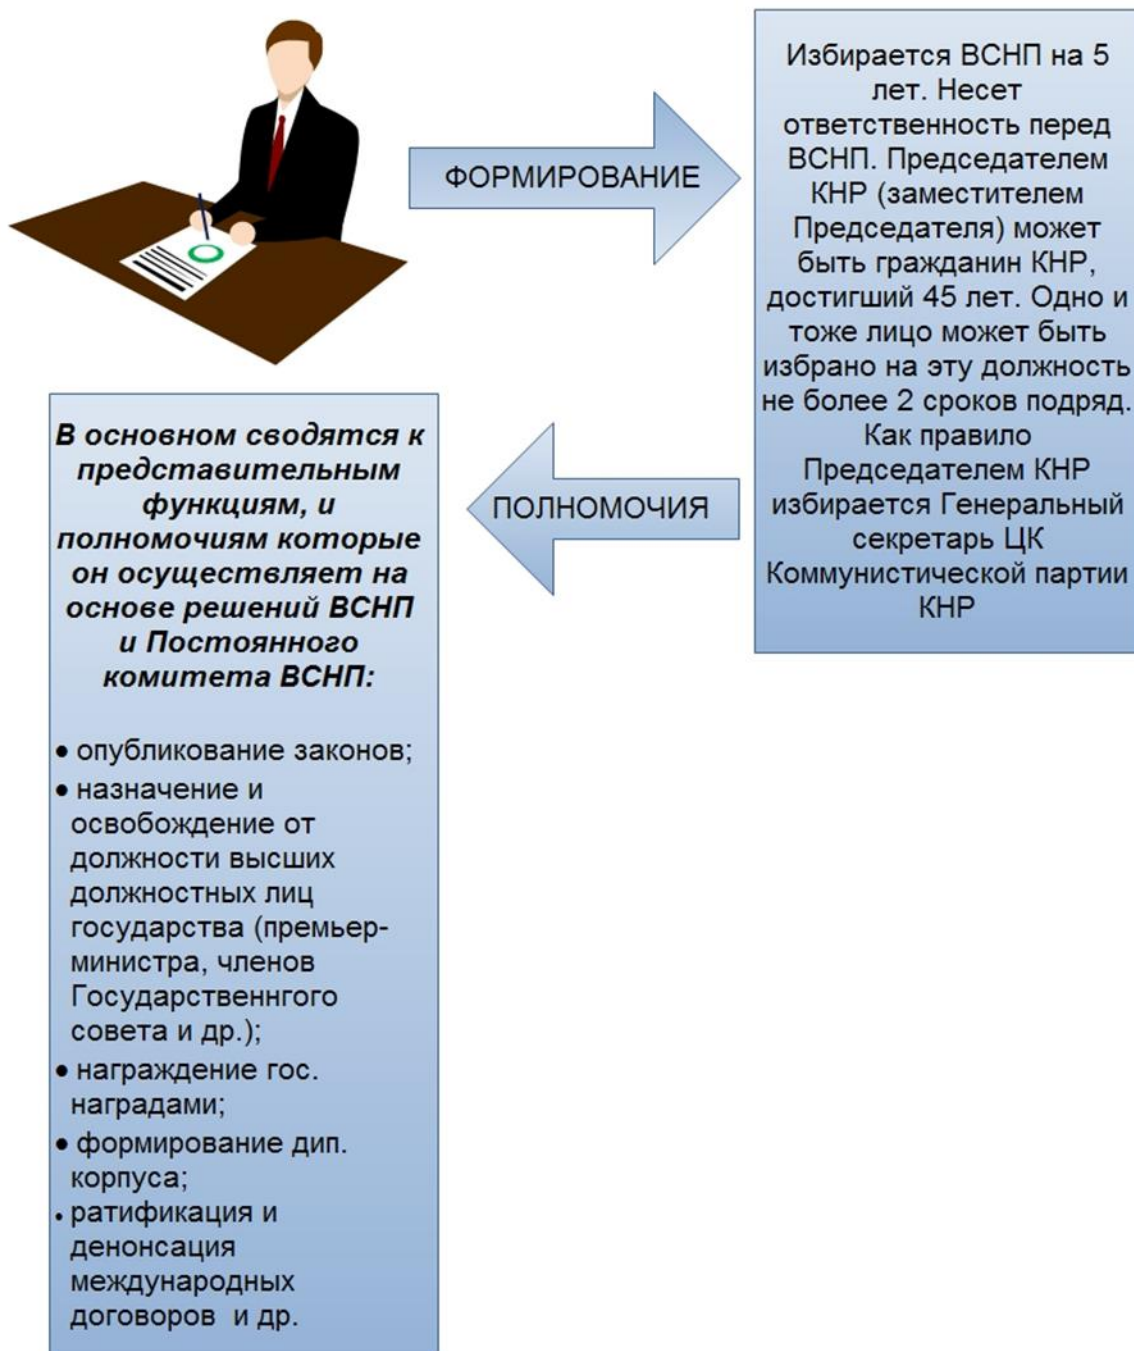 ФОРМИРОВАНИЕ
Избирается ВСНП на 5
лет. Несет
ответственность перед
ВСНП. Председателем
КНР (заместителем
Председателя) может
быть гражданин КНР,
достигший 45 лет. Одно и
тоже лицо может быть
избрано на эту должность
не более 2 сроков подряд.
Как правило
Председателем КНР
избирается Генеральный
секретарь ЦК
Коммунистической партии
КНР
ПОЛНОМОЧИЯ
В основном сводятся к
представительным
функциям, и
полномочиям которые
он осуществляет на
основе решений ВСНП
и Постоянного
комитета ВСНП:
• опубликование законов;
• назначение и
освобождение от
должности высших
должностных лиц
государства (премьер-
министра, членов
Государственнгого
совета и др.);
• награждение гос.
наградами;
• формирование дип.
корпуса;
• ратификация и
денонсация
международных
договоров и др.